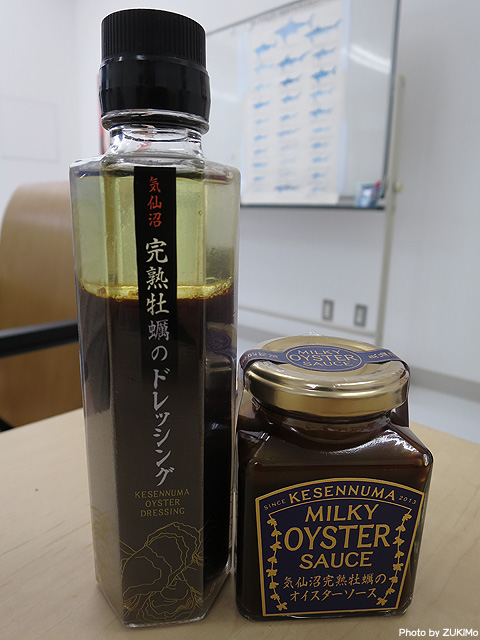 気仙沼
完熟牡蠣のドレッシング
KESENNUMA
OYSTER
DRESSING
MILKY
OYSTER
SAUCE
SINCE KESENNUMA 2013
MILKY
OYSTER
SAUCE
気仙沼完熟牡蠣の
オイスターソース
Photo by ZUKIMo